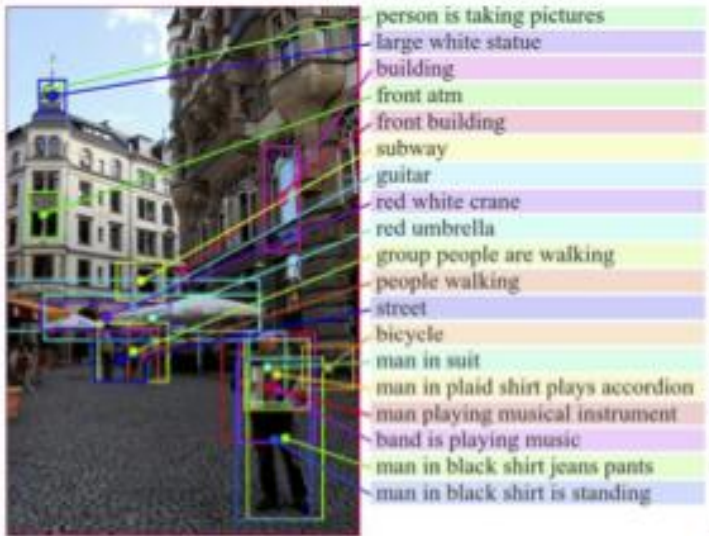 person is taking pictures
large white statue
building
front atm
front building
subway
guitar
red white crane
red umbrella
group people are walking
people walking
street
bicycle
man in suit
man in plaid shirt plays accordion
man playing musical instrument
band is playing music
man in black shirt jeans pants
man in black shirt is standing